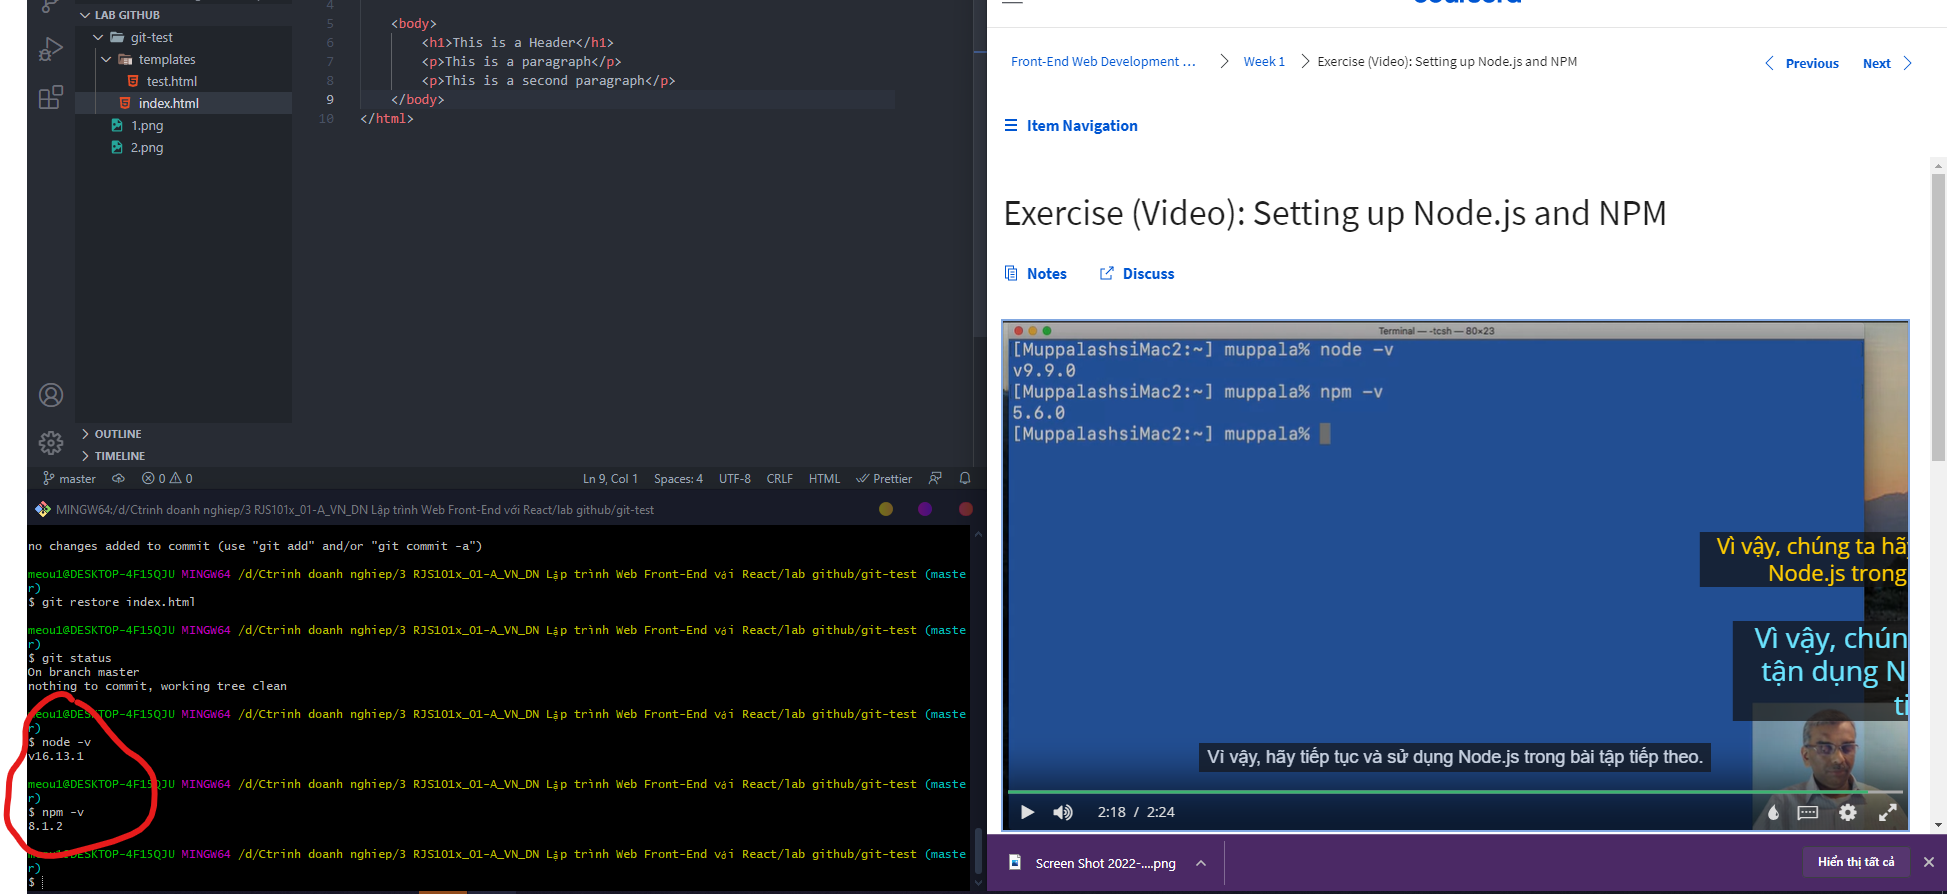 LAB GITHUB
git-test
templates
test.html
index.html
1.png
2.png
OUTLINE
TIMELINE
4
5 <body>
6 <h1>This is a Header</h1>
7 <p>This is a paragraph</p>
8 <p>This is a second paragraph</p>
9 </body>
10 </html>
master 0 0 Ln 9, Col 1 Spaces: 4 UTF-8 CRLF HTML Prettier
MINGW64:/d/Ctrinh doanh nghiep/3 RJS101x_01-A_VN_DN Lập trình Web Front-End với React/lab github/git-test
no changes added to commit (use "git add" and/or "git commit -a")
meou1@DESKTOP-4F15QJU MINGW64 /d/Ctrinh doanh nghiep/3 RJS101x_01-A_VN_DN Lập trình Web Front-End với React/lab github/git-test (maste
r)
$ git restore index.html
meou1@DESKTOP-4F15QJU MINGW64 /d/Ctrinh doanh nghiep/3 RJS101x_01-A_VN_DN Lập trình Web Front-End với React/lab github/git-test (maste
r)
$ git status
On branch master
nothing to commit, working tree clean
meou1@DESKTOP-4F15QJU MINGW64 /d/Ctrinh doanh nghiep/3 RJS101x_01-A_VN_DN Lập trình Web Front-End với React/lab github/git-test (maste
r)
$ node -v
v16.13.1
meou1@DESKTOP-4F15QJU MINGW64 /d/Ctrinh doanh nghiep/3 RJS101x_01-A_VN_DN Lập trình Web Front-End với React/lab github/git-test (maste
r)
$ npm -v
8.1.2
meou1@DESKTOP-4F15QJU MINGW64 /d/Ctrinh doanh nghiep/3 RJS101x_01-A_VN_DN Lập trình Web Front-End với React/lab github/git-test (maste
r)
$
Front-End Web Development ... Week 1 Exercise (Video): Setting up Node.js and NPM Previous Next
Item Navigation
Exercise (Video): Setting up Node.js and NPM
Notes Discuss
Terminal — -tcsh — 80×23
[MuppalashsiMac2:~] muppala% node -v
v9.9.0
[MuppalashsiMac2:~] muppala% npm -v
5.6.0
[MuppalashsiMac2:~] muppala%
Vì vậy, chúng ta hã
Node.js trong
Vì vậy, chún
tận dụng N
ti
Vì vậy, hãy tiếp tục và sử dụng Node.js trong bài tập tiếp theo.
2:18 / 2:24
Screen Shot 2022-....png Hiển thị tất cả